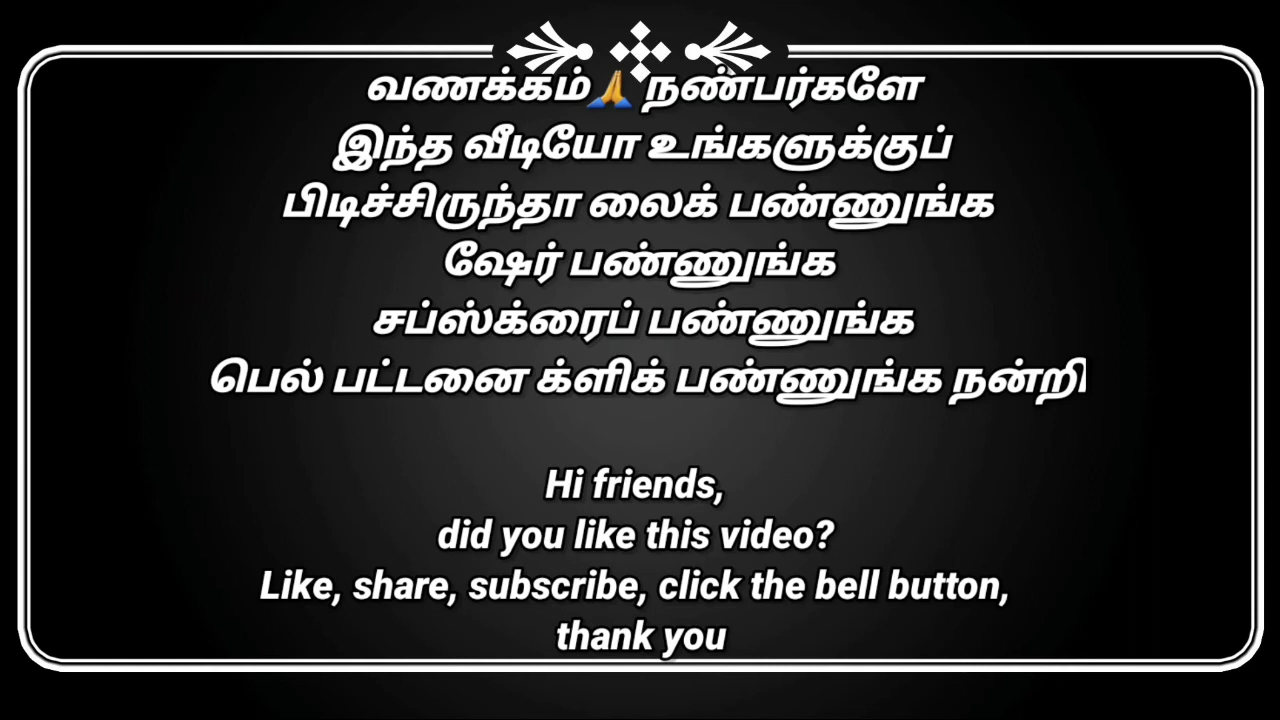 வணக்கம்🙏நண்பர்களே
இந்த வீடியோ உங்களுக்குப்
பிடிச்சிருந்தா லைக் பண்ணுங்க
ஷேர் பண்ணுங்க
சப்ஸ்க்ரைப் பண்ணுங்க
பெல் பட்டனை க்ளிக் பண்ணுங்க நன்றி
Hi friends,
did you like this video?
Like, share, subscribe, click the bell button,
thank you